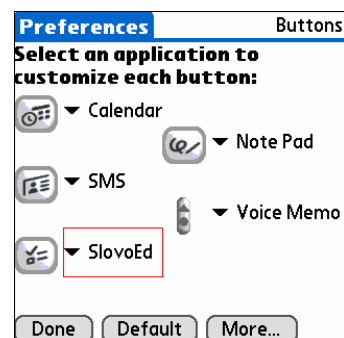 Preferences Buttons
Select an application to
customize each button:
Calendar
Note Pad
SMS
Voice Memo
SlovoEd
Done Default More...